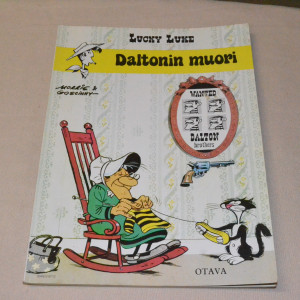 LUCKY LUKE
Daltonin muori
MORRIS &
GOSCINNY
WANTED
DALTON
brothers
OTAVA